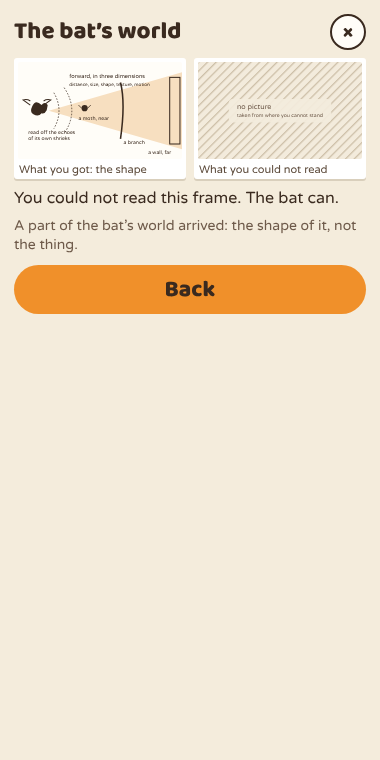 The bat's world
×
forward, in three dimensions
distance, size, shape, texture, motion
a moth, near
read off the echoes
of its own shrieks
a branch
a wall, far
What you got: the shape
no picture
taken from where you cannot stand
What you could not read
You could not read this frame. The bat can.
A part of the bat's world arrived: the shape of it, not
the thing.
Back